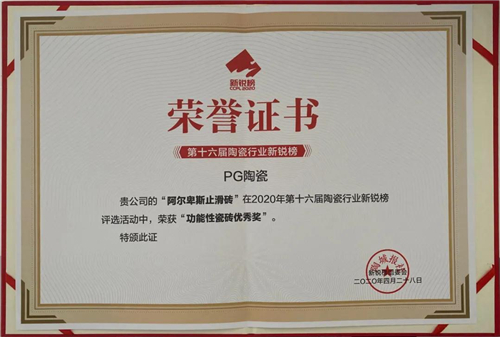 新锐榜
CCPL 2020
荣誉证书
第十六届陶瓷行业新锐榜
PG陶瓷
贵公司的“阿尔卑斯止滑砖”在2020年第十六届陶瓷行业新锐榜
评选活动中，荣获“功能性瓷砖优秀奖”。
特颁此证
陶城报社
新锐榜组委会
二〇二〇年四月二十八日